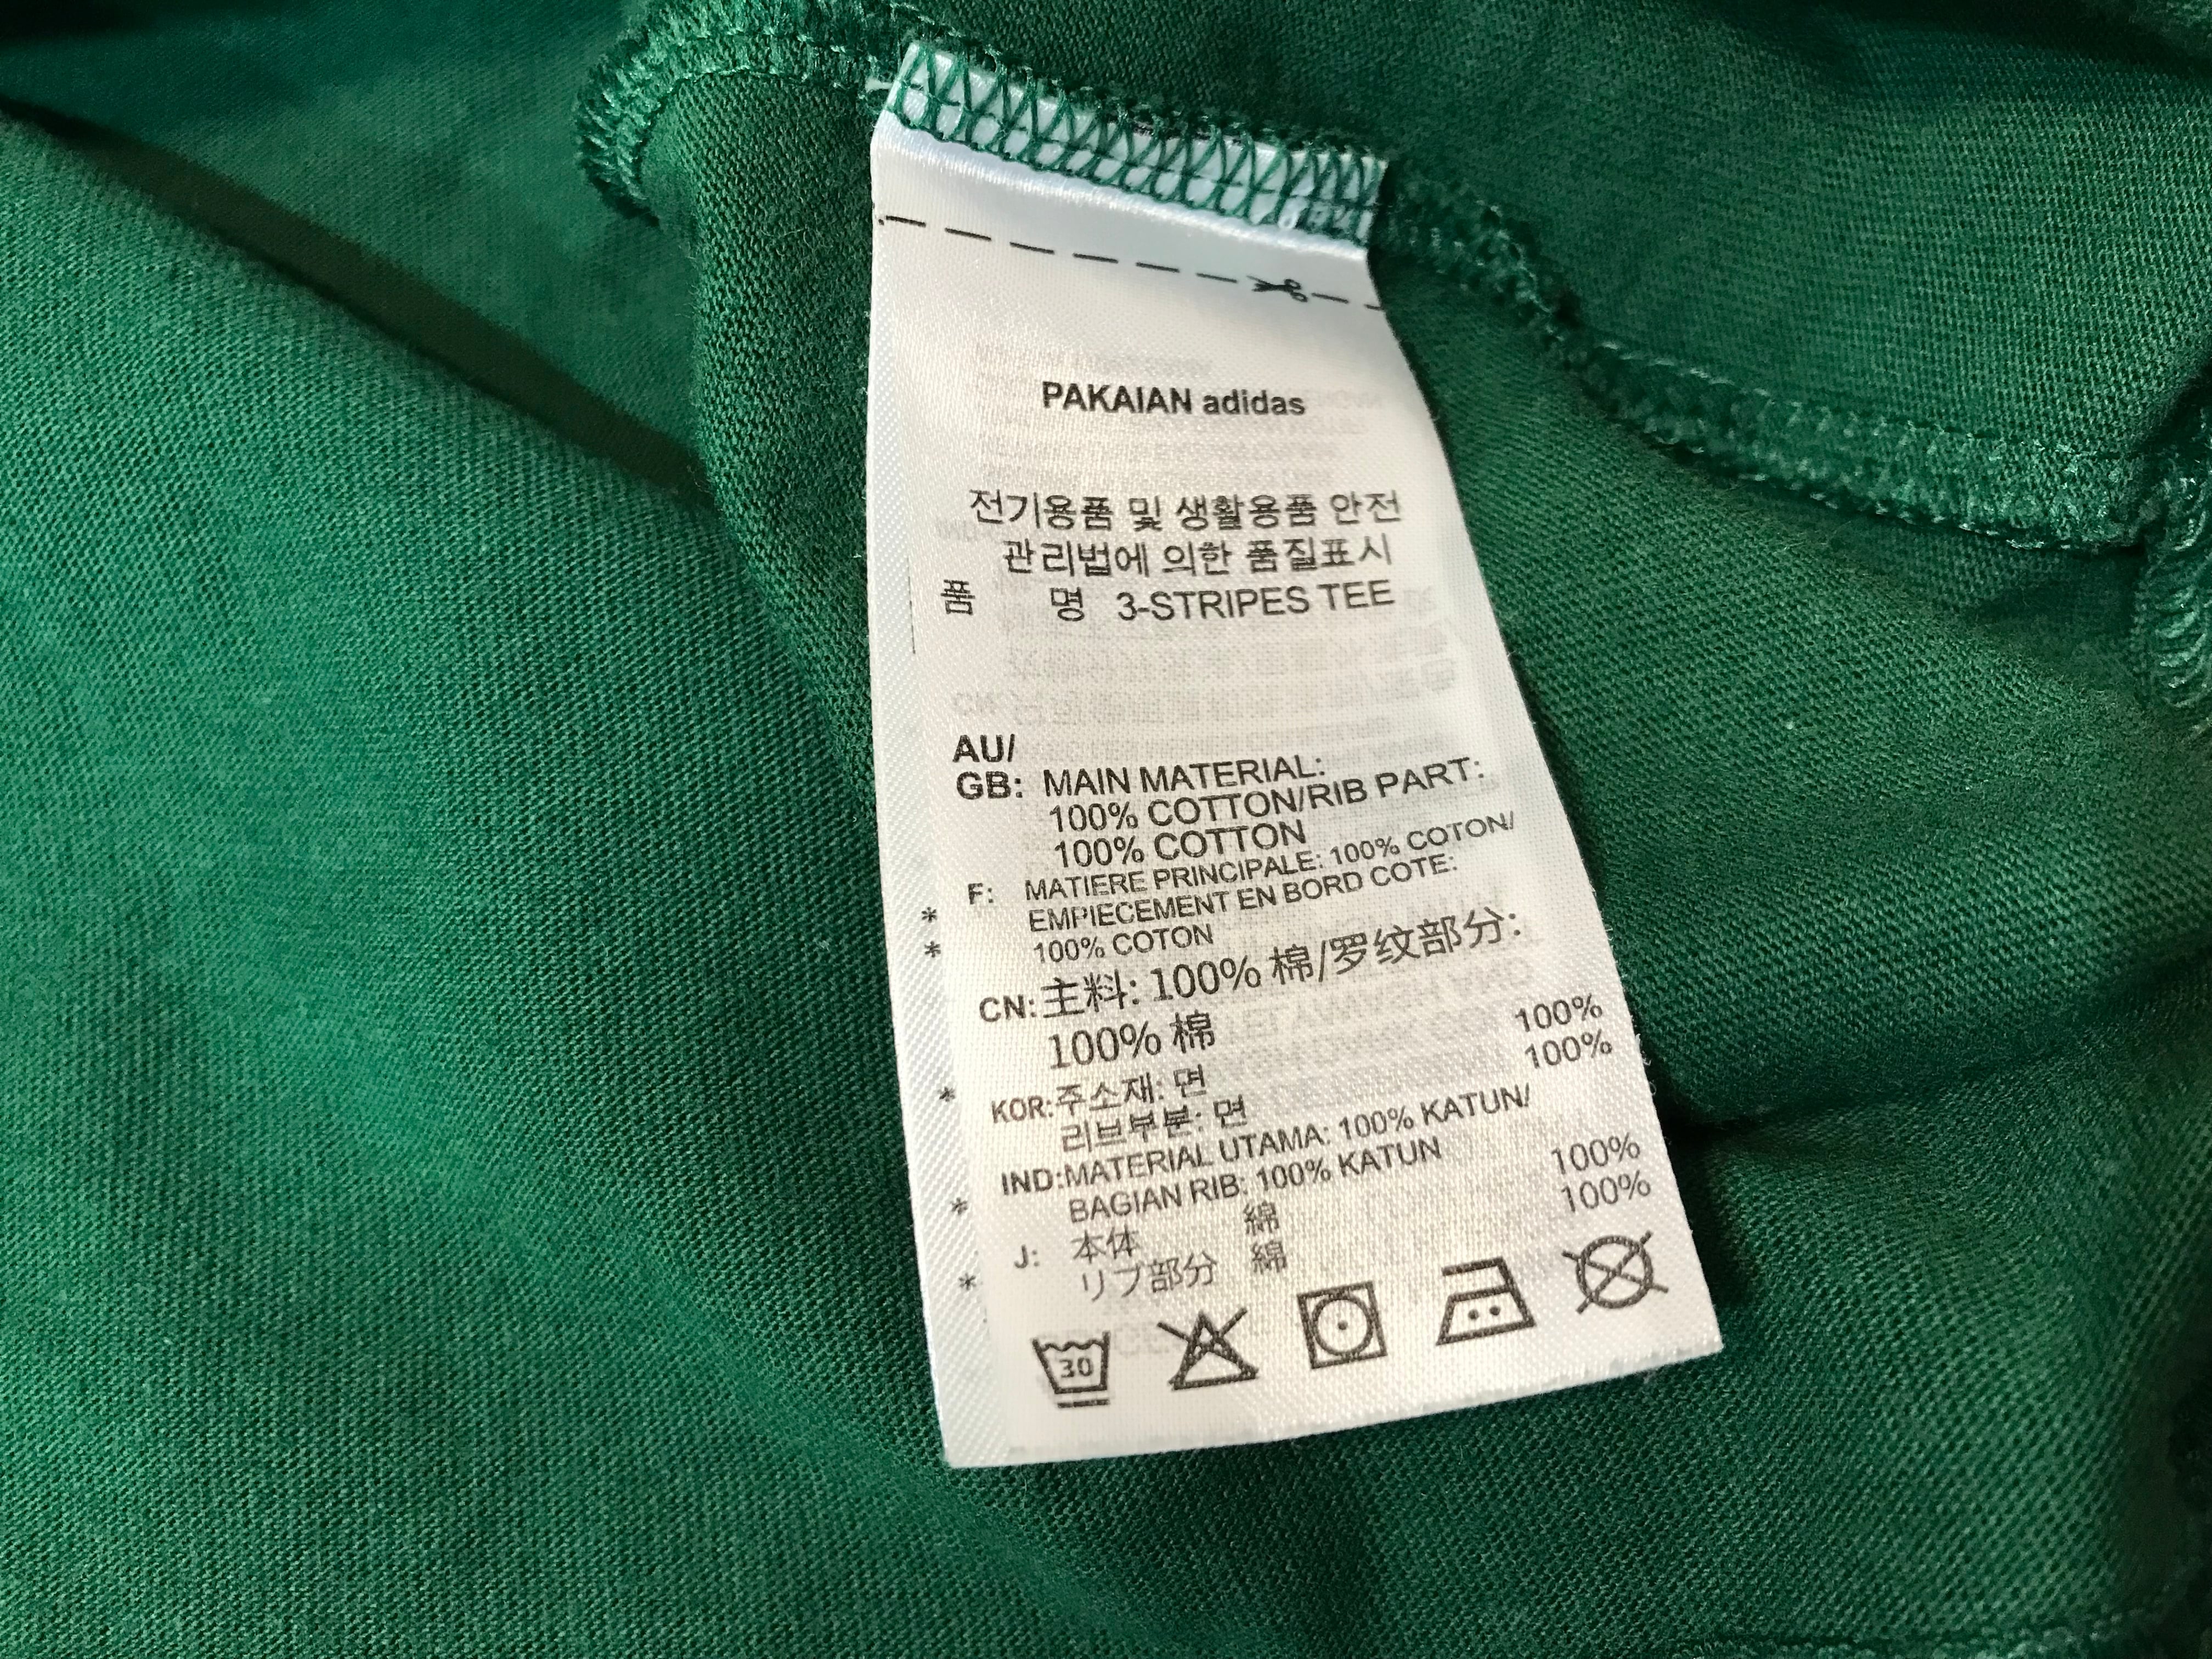 PAKAIAN adidas
전기용품 및 생활용품 안전
관리법에 의한 품질표시
품 명 3-STRIPES TEE
AU/
GB: MAIN MATERIAL:
100% COTTON/RIB PART:
100% COTTON
F: MATIERE PRINCIPALE: 100% COTON/
* EMPIECEMENT EN BORD COTE:
* 100% COTON
CN: 主料: 100% 棉/罗纹部分:
100% 棉
* KOR: 주소재: 면 100%
리브부분: 면 100%
IND: MATERIAL UTAMA: 100% KATUN/
* BAGIAN RIB: 100% KATUN
J: 本体 綿 100%
* リブ部分 綿 100%
30